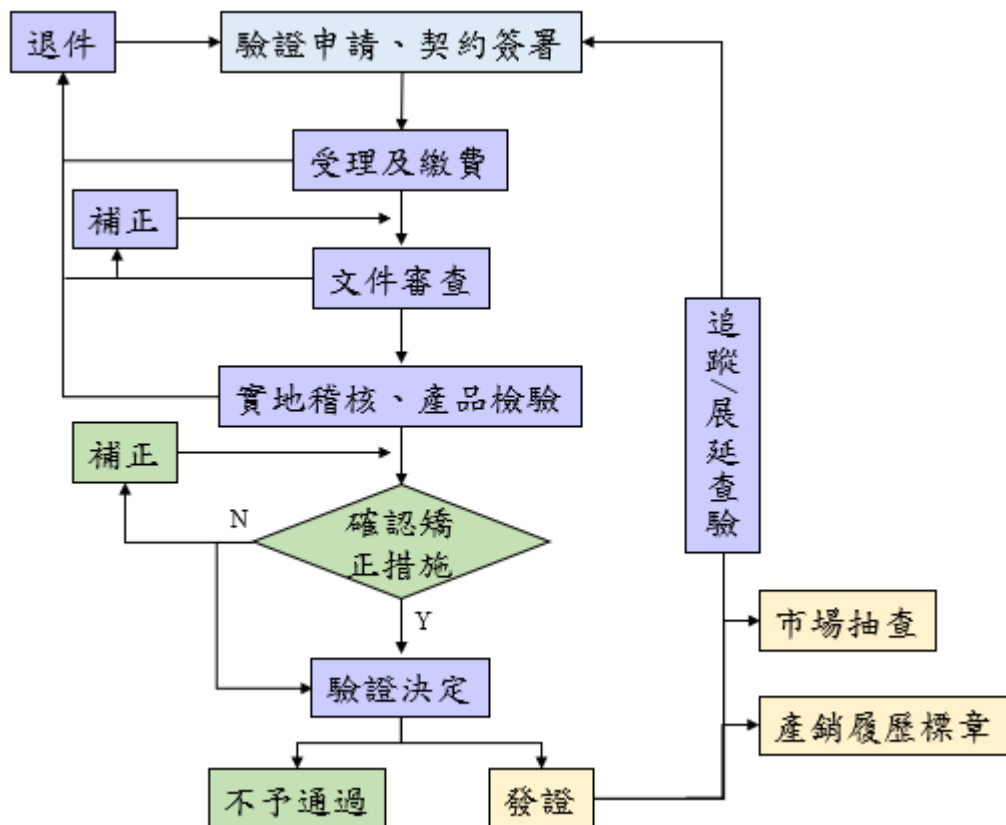 退件
驗證申請、契約簽署
受理及繳費
補正
文件審查
實地稽核、產品檢驗
補正
確認矯
正措施
N
Y
驗證決定
不予通過
發證
追蹤/展延查驗
市場抽查
產銷履歷標章